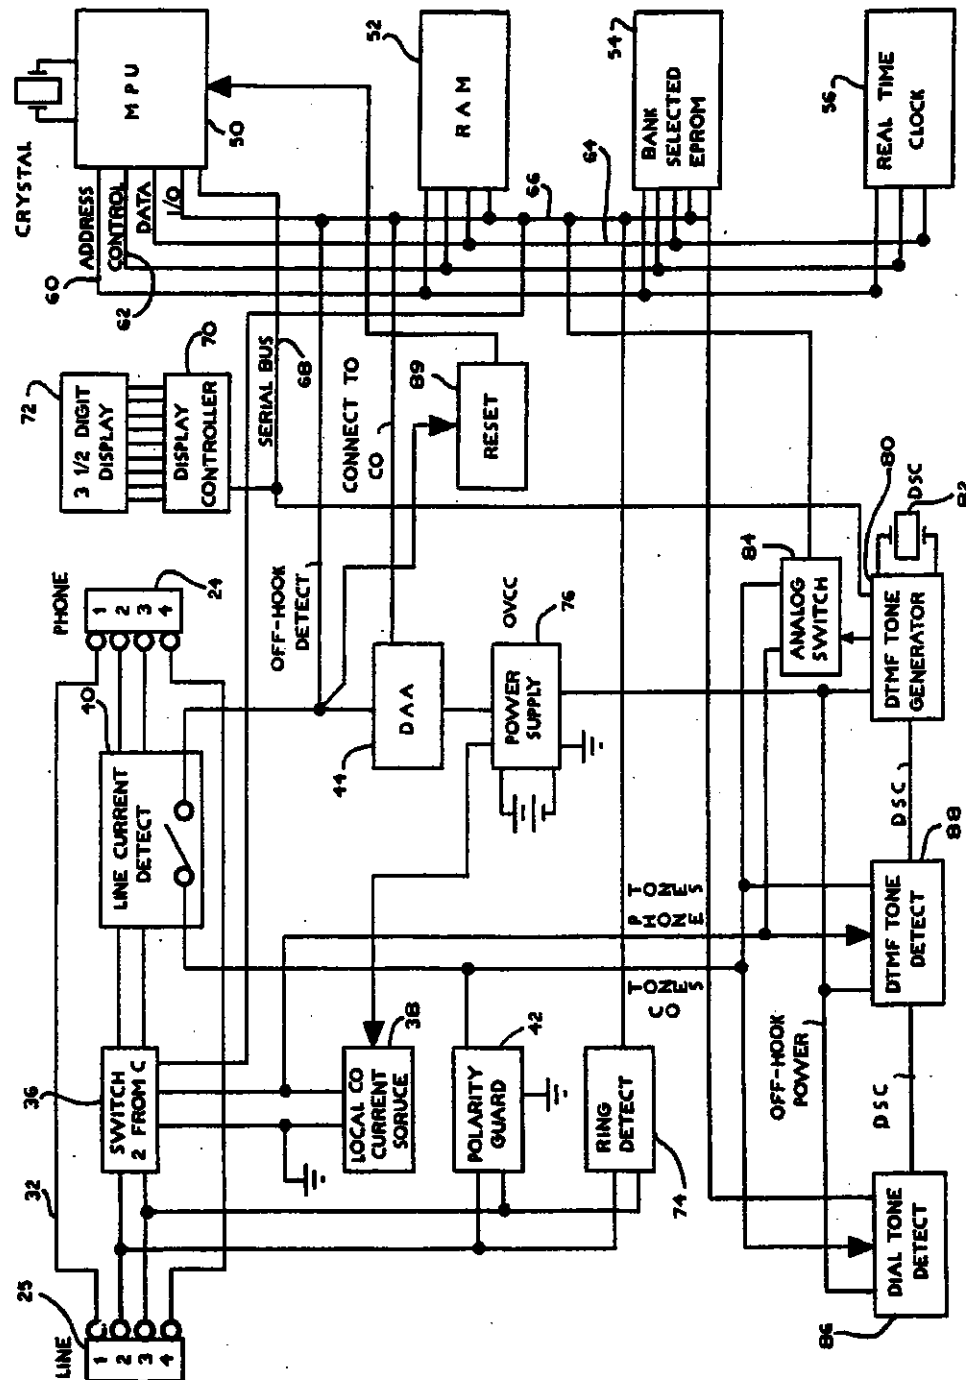 LINE
25
1
2
3
4
32
36
SWITCH
2 FROM C
40
LINE CURRENT
DETECT
PHONE
1
2
3
4
24
72
3 1/2 DIGIT
DISPLAY
DISPLAY
CONTROLLER
70
SERIAL BUS
68
CRYSTAL
MPU
50
60
ADDRESS
CONTROL
62
DATA
I/O
LOCAL CO
CURRENT
SORUCE
38
POLARITY
GUARD
42
RING
DETECT
74
OFF-HOOK
DETECT
DAA
44
CONNECT TO
CO
89
RESET
POWER
SUPPLY
OVCC
76
RAM
52
BANK
SELECTED
EPROM
54
64
66
REAL TIME
CLOCK
56
TONES
PHONE
TONES
CO
ANALOG
SWITCH
84
OFF-HOOK
POWER
DIAL TONE
DETECT
86
DSC
DTMF TONE
DETECT
88
DSC
DTMF TONE
GENERATOR
80
DSC